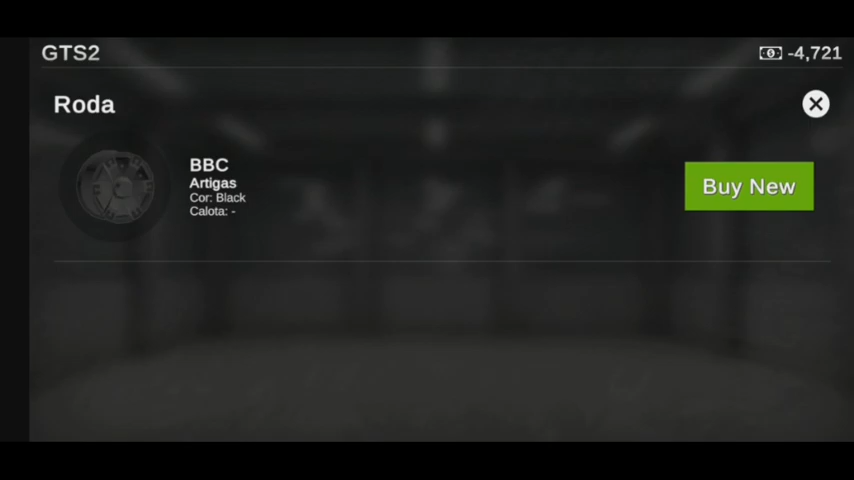 GTS2
-4,721
Roda
BBC
Artigas
Cor: Black
Calota: -
Buy New